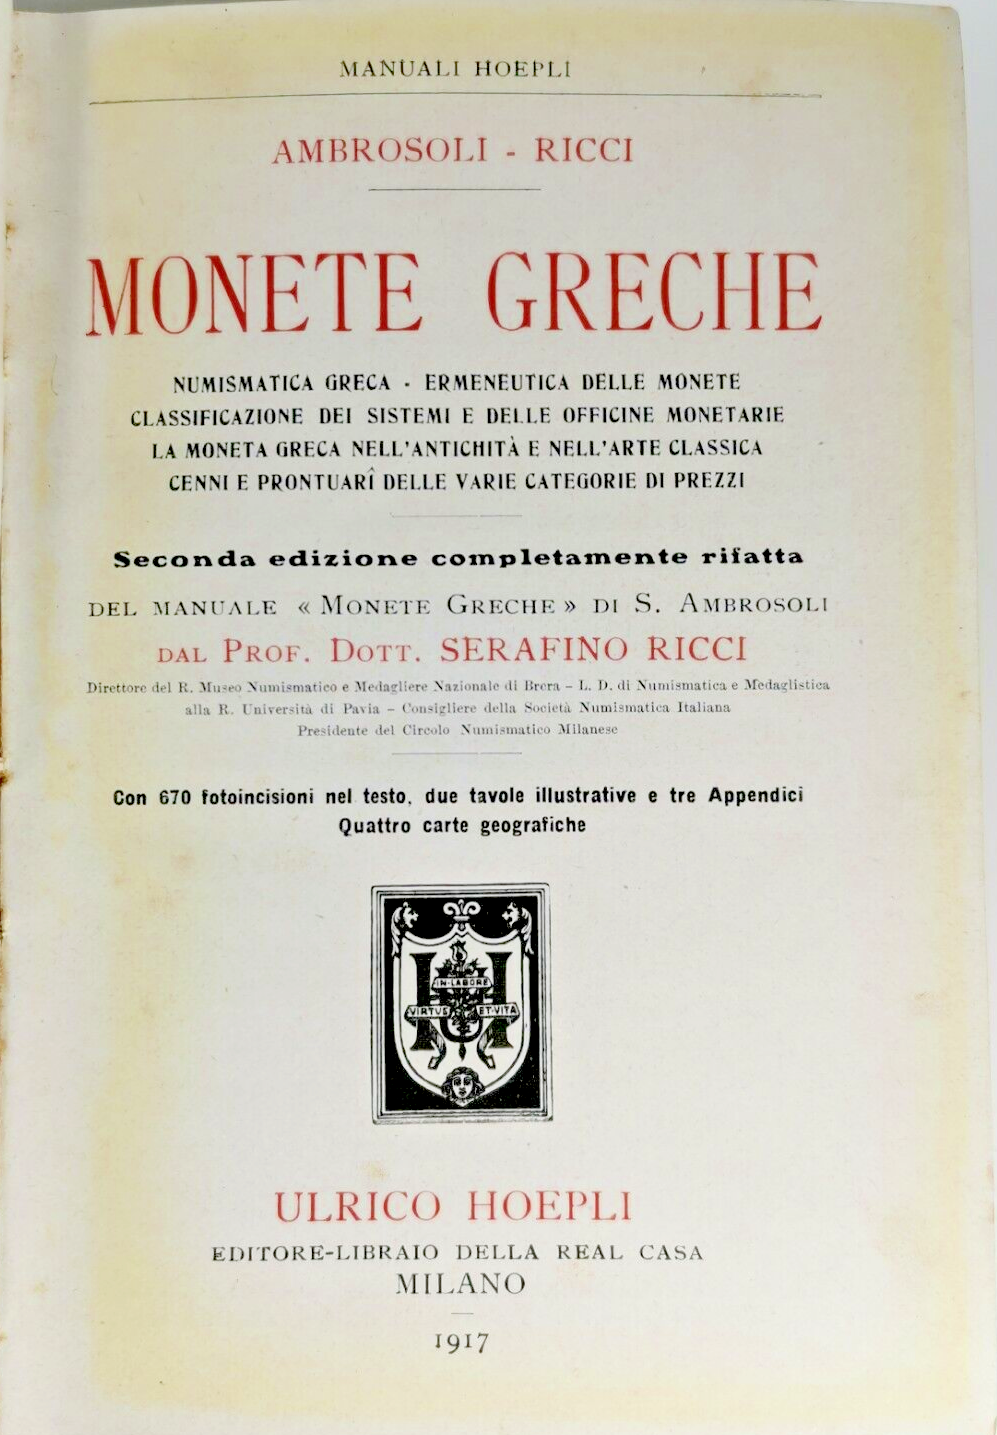 MANUALI HOEPLI
AMBROSOLI - RICCI
MONETE GRECHE
NUMISMATICA GRECA - ERMENEUTICA DELLE MONETE
CLASSIFICAZIONE DEI SISTEMI E DELLE OFFICINE MONETARIE
LA MONETA GRECA NELL'ANTICHITÀ E NELL'ARTE CLASSICA
CENNI E PRONTUARÎ DELLE VARIE CATEGORIE DI PREZZI
Seconda edizione completamente rifatta
DEL MANUALE « MONETE GRECHE » DI S. AMBROSOLI
DAL PROF. DOTT. SERAFINO RICCI
Direttore del R. Museo Numismatico e Medagliere Nazionale di Brera – L. D. di Numismatica e Medaglistica
alla R. Università di Pavia – Consigliere della Società Numismatica Italiana
Presidente del Circolo Numismatico Milanese
Con 670 fotoincisioni nel testo, due tavole illustrative e tre Appendici
Quattro carte geografiche
IN·LABORE
VIRTUS ET·VITA
ULRICO HOEPLI
EDITORE-LIBRAIO DELLA REAL CASA
MILANO
1917